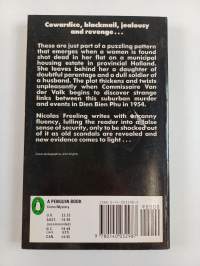 Cowardice, blackmail, jealousy
and revenge . . .
These are just part of a puzzling pattern
that emerges when a woman is found
shot dead in her flat on a municipal
housing estate in provincial Holland.
She leaves behind her a daughter of
doubtful parentage and a dull soldier of
a husband. The plot thickens and twists
unpleasantly when Commissaire Van
der Valk begins to discover strange
links between this suburban murder
and events in Dien Bien Phu in 1954.
Nicolas Freeling writes with uncanny
fluency, lulling the reader into a false
sense of security, only to be shocked out
of it as old scandals are revealed and
new evidence comes to light . . .
A PENGUIN BOOK
Crime/Mystery